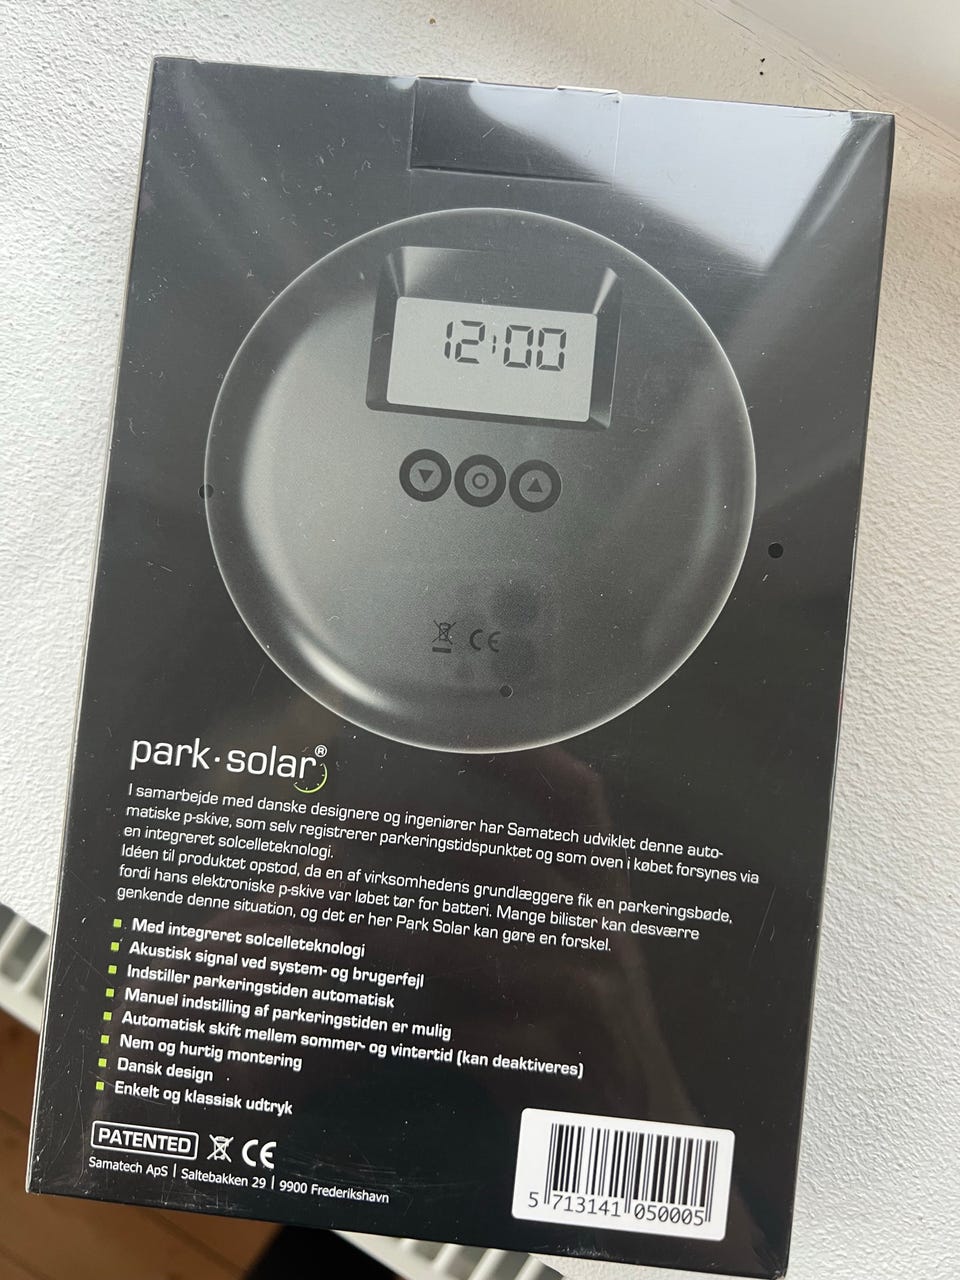 12:00
CE
park·solar®
I samarbejde med danske designere og ingeniører har Samatech udviklet denne auto-
matiske p-skive, som selv registrerer parkeringstidspunktet og som oven i købet forsynes via
en integreret solcelleteknologi.
Idéen til produktet opstod, da en af virksomhedens grundlæggere fik en parkeringsbøde,
fordi hans elektroniske p-skive var løbet tør for batteri. Mange bilister kan desværre
genkende denne situation, og det er her Park Solar kan gøre en forskel.
Med integreret solcelleteknologi
Akustisk signal ved system- og brugerfejl
Indstiller parkeringstiden automatisk
Manuel indstilling af parkeringstiden er mulig
Automatisk skift mellem sommer- og vintertid (kan deaktiveres)
Nem og hurtig montering
Dansk design
Enkelt og klassisk udtryk
PATENTED CE
Samatech ApS | Saltebakken 29 | 9900 Frederikshavn
5 713141 050005